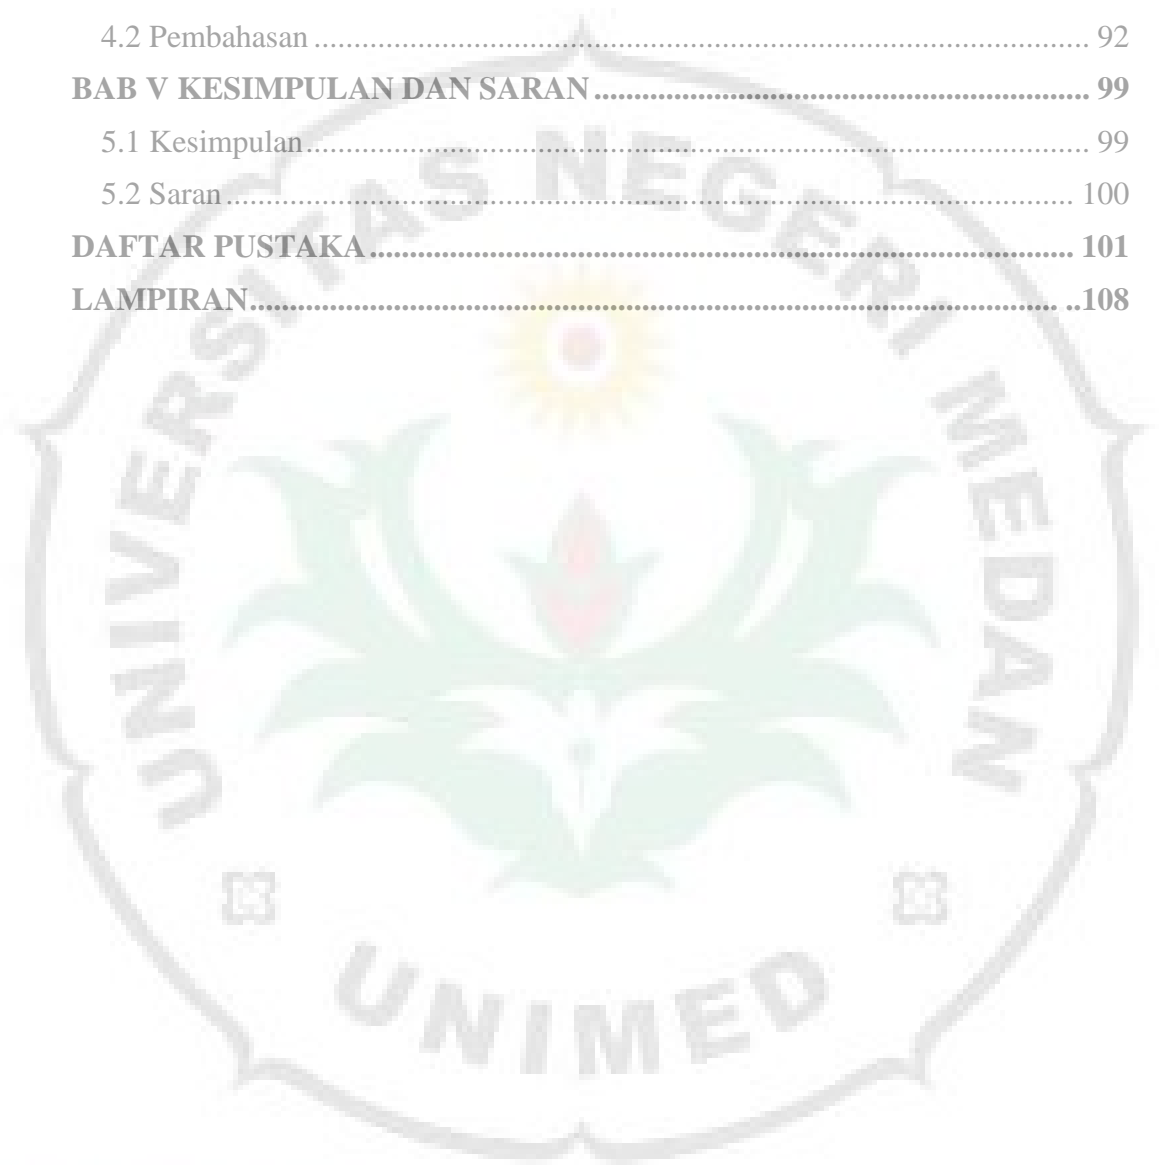 4.2 Pembahasan ................................................................................................. 92
BAB V KESIMPULAN DAN SARAN .............................................................. 99
5.1 Kesimpulan .................................................................................................. 99
5.2 Saran .......................................................................................................... 100
DAFTAR PUSTAKA ........................................................................................ 101
LAMPIRAN..................................................................................................... ..108
UNIVERSITAS NEGERI MEDAN
UNIMED